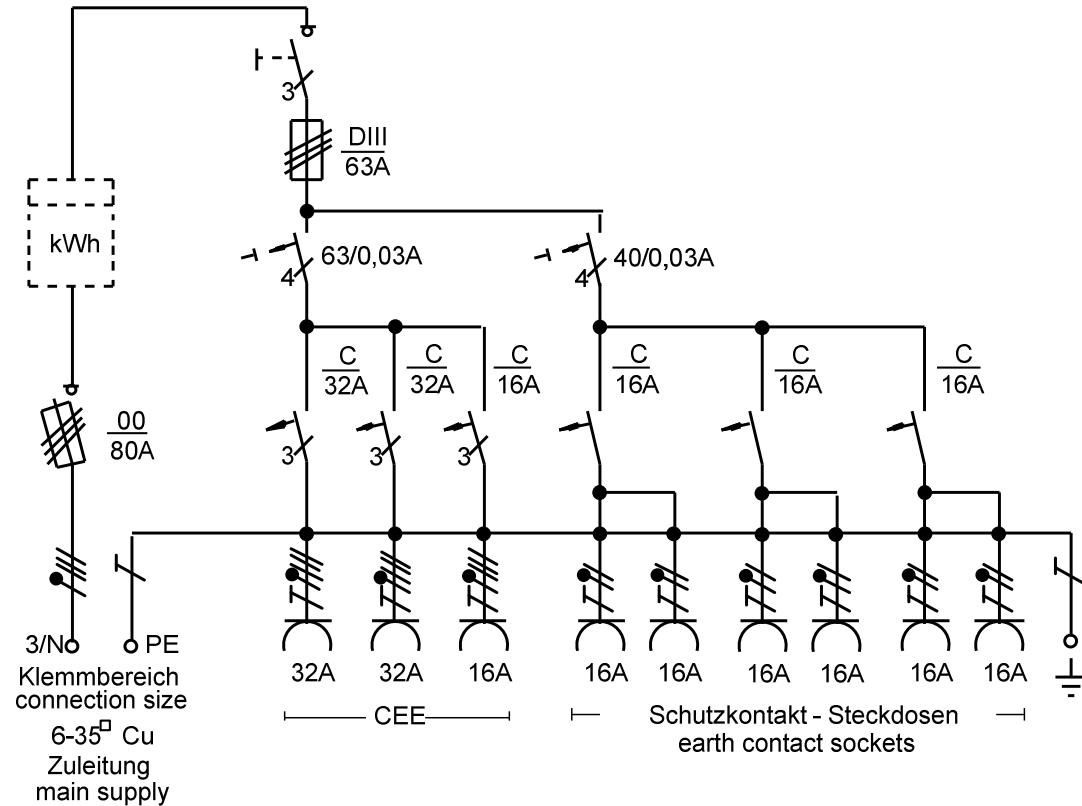 3
DIII
63A
kWh
63/0,03A
4
40/0,03A
4
C
32A
C
32A
C
16A
C
16A
C
16A
C
16A
00
80A
3
3
3
3/N
PE
32A
32A
16A
16A
16A
16A
16A
16A
16A
Klemmbereich
connection size
6-35□ Cu
Zuleitung
main supply
CEE
Schutzkontakt - Steckdosen
earth contact sockets